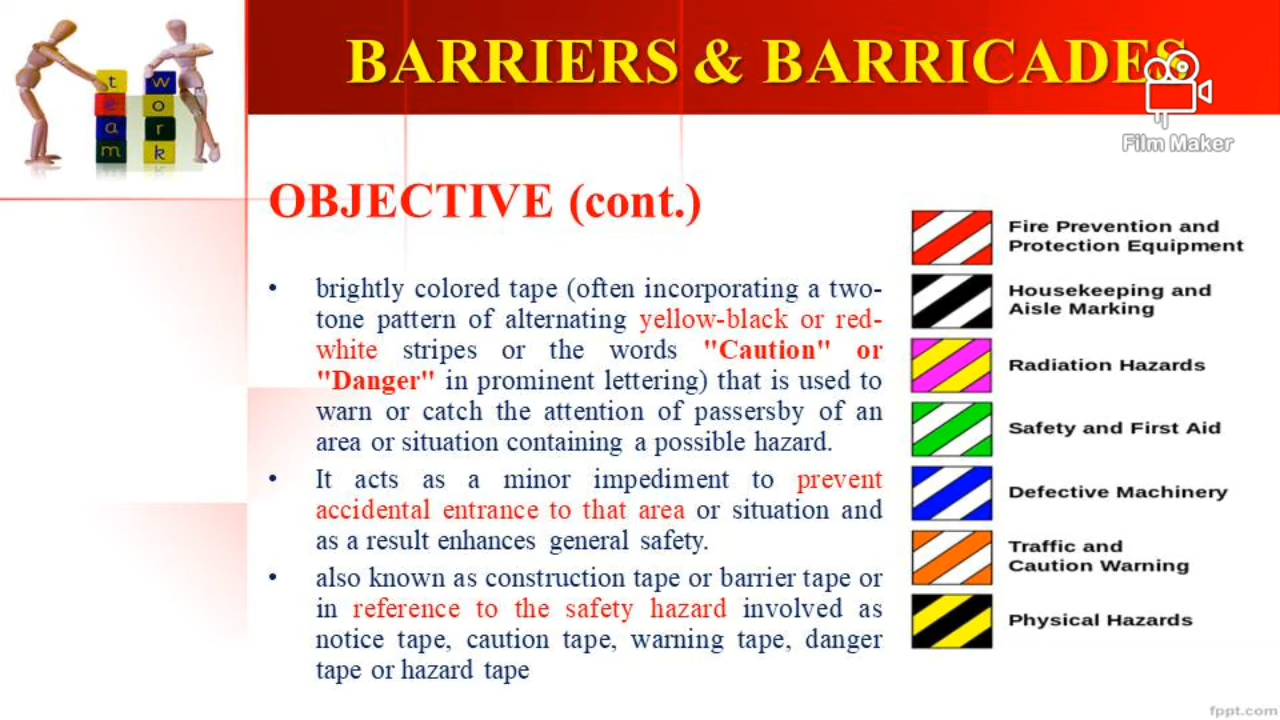 BARRIERS & BARRICADES
Film Maker
t
e
a
m
w
o
r
k
OBJECTIVE (cont.)
• brightly colored tape (often incorporating a two-
tone pattern of alternating yellow-black or red-
white stripes or the words "Caution" or
"Danger" in prominent lettering) that is used to
warn or catch the attention of passersby of an
area or situation containing a possible hazard.
• It acts as a minor impediment to prevent
accidental entrance to that area or situation and
as a result enhances general safety.
• also known as construction tape or barrier tape or
in reference to the safety hazard involved as
notice tape, caution tape, warning tape, danger
tape or hazard tape
Fire Prevention and
Protection Equipment
Housekeeping and
Aisle Marking
Radiation Hazards
Safety and First Aid
Defective Machinery
Traffic and
Caution Warning
Physical Hazards
fppt.com